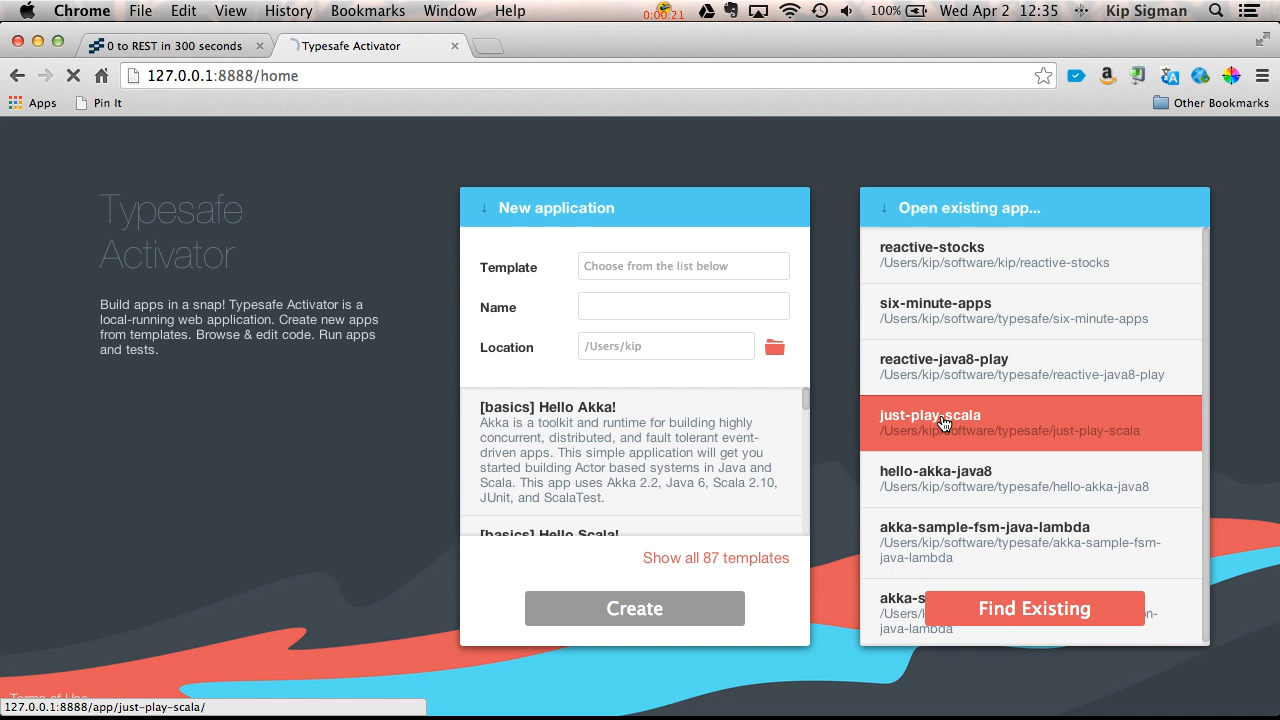 Chrome File Edit View History Bookmarks Window Help 0:00:21 100% Wed Apr 2 12:35 Kip Sigman
0 to REST in 300 seconds Typesafe Activator
127.0.0.1:8888/home
Apps Pin It Other Bookmarks
Typesafe
Activator
Build apps in a snap! Typesafe Activator is a
local-running web application. Create new apps
from templates. Browse & edit code. Run apps
and tests.
↓ New application
Template Choose from the list below
Name
Location /Users/kip
[basics] Hello Akka!
Akka is a toolkit and runtime for building highly
concurrent, distributed, and fault tolerant event-
driven apps. This simple application will get you
started building Actor based systems in Java and
Scala. This app uses Akka 2.2, Java 6, Scala 2.10,
JUnit, and ScalaTest.
[basics] Hello Scala!
Show all 87 templates
Create
↓ Open existing app...
reactive-stocks
/Users/kip/software/kip/reactive-stocks
six-minute-apps
/Users/kip/software/typesafe/six-minute-apps
reactive-java8-play
/Users/kip/software/typesafe/reactive-java8-play
just-play-scala
/Users/kip/software/typesafe/just-play-scala
hello-akka-java8
/Users/kip/software/typesafe/hello-akka-java8
akka-sample-fsm-java-lambda
/Users/kip/software/typesafe/akka-sample-fsm-
java-lambda
akka-s
Find Existing
java-lambda
Terms of Use
127.0.0.1:8888/app/just-play-scala/